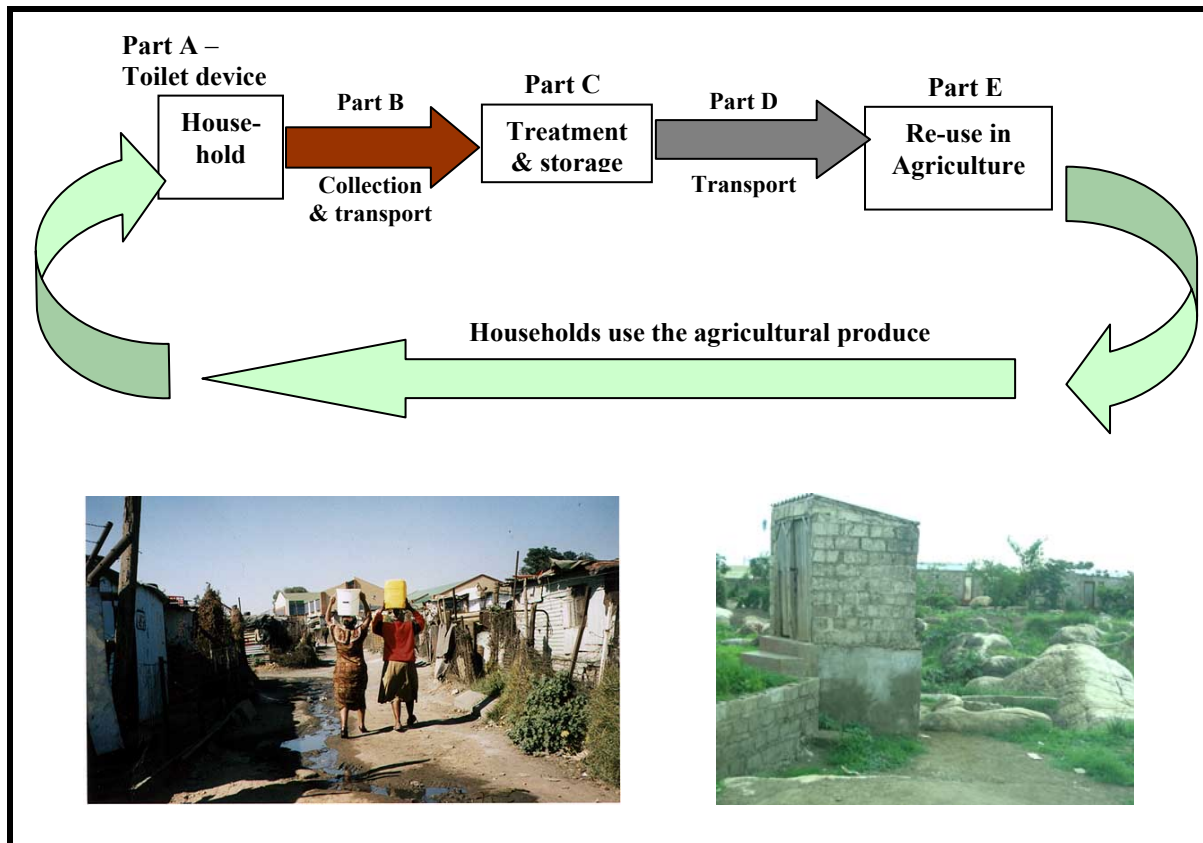 Part A –
Toilet device
House-
hold
Part B
Collection
& transport
Part C
Treatment
& storage
Part D
Transport
Part E
Re-use in
Agriculture
Households use the agricultural produce